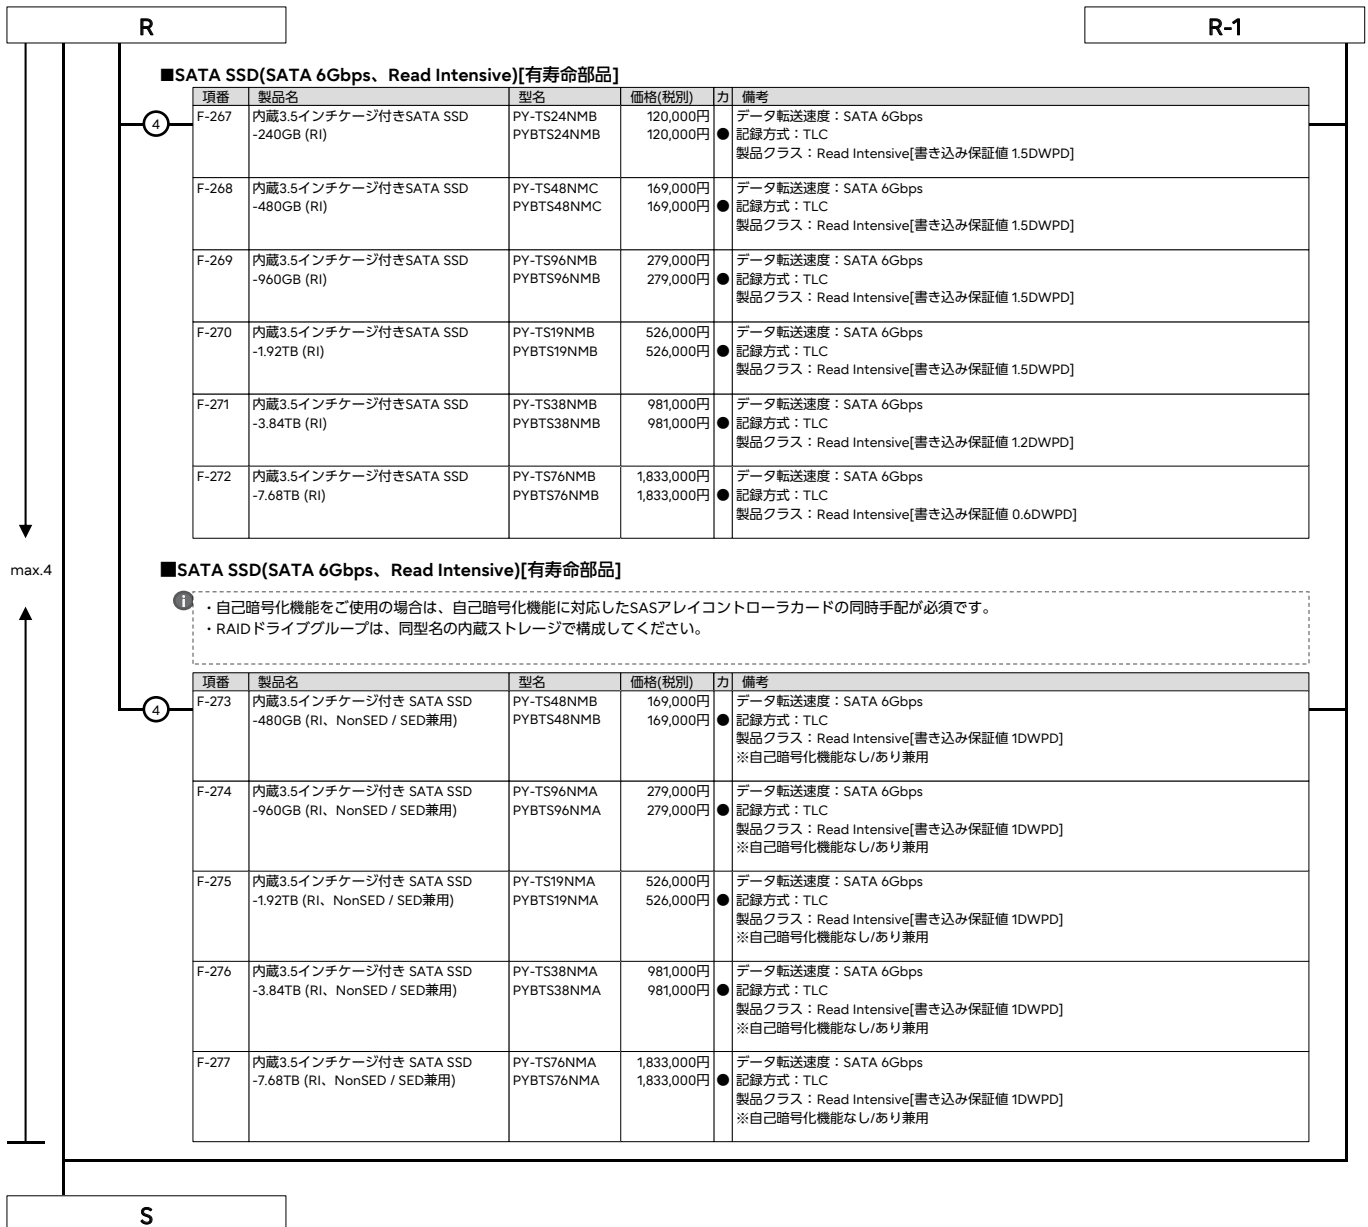 R
R-1
■SATA SSD(SATA 6Gbps、Read Intensive)[有寿命部品]
項番 製品名 型名 価格(税別) カ 備考
4
F-267 内蔵3.5インチケージ付きSATA SSD PY-TS24NMB 120,000円 データ転送速度：SATA 6Gbps
-240GB (RI) PYBTS24NMB 120,000円 ● 記録方式：TLC
製品クラス：Read Intensive[書き込み保証値 1.5DWPD]
F-268 内蔵3.5インチケージ付きSATA SSD PY-TS48NMC 169,000円 データ転送速度：SATA 6Gbps
-480GB (RI) PYBTS48NMC 169,000円 ● 記録方式：TLC
製品クラス：Read Intensive[書き込み保証値 1.5DWPD]
F-269 内蔵3.5インチケージ付きSATA SSD PY-TS96NMB 279,000円 データ転送速度：SATA 6Gbps
-960GB (RI) PYBTS96NMB 279,000円 ● 記録方式：TLC
製品クラス：Read Intensive[書き込み保証値 1.5DWPD]
F-270 内蔵3.5インチケージ付きSATA SSD PY-TS19NMB 526,000円 データ転送速度：SATA 6Gbps
-1.92TB (RI) PYBTS19NMB 526,000円 ● 記録方式：TLC
製品クラス：Read Intensive[書き込み保証値 1.5DWPD]
F-271 内蔵3.5インチケージ付きSATA SSD PY-TS38NMB 981,000円 データ転送速度：SATA 6Gbps
-3.84TB (RI) PYBTS38NMB 981,000円 ● 記録方式：TLC
製品クラス：Read Intensive[書き込み保証値 1.2DWPD]
F-272 内蔵3.5インチケージ付きSATA SSD PY-TS76NMB 1,833,000円 データ転送速度：SATA 6Gbps
-7.68TB (RI) PYBTS76NMB 1,833,000円 ● 記録方式：TLC
製品クラス：Read Intensive[書き込み保証値 0.6DWPD]
max.4
■SATA SSD(SATA 6Gbps、Read Intensive)[有寿命部品]
・自己暗号化機能をご使用の場合は、自己暗号化機能に対応したSASアレイコントローラカードの同時手配が必須です。
・RAIDドライブグループは、同型名の内蔵ストレージで構成してください。
項番 製品名 型名 価格(税別) カ 備考
4
F-273 内蔵3.5インチケージ付き SATA SSD PY-TS48NMB 169,000円 データ転送速度：SATA 6Gbps
-480GB (RI、NonSED / SED兼用) PYBTS48NMB 169,000円 ● 記録方式：TLC
製品クラス：Read Intensive[書き込み保証値 1DWPD]
※自己暗号化機能なし/あり兼用
F-274 内蔵3.5インチケージ付き SATA SSD PY-TS96NMA 279,000円 データ転送速度：SATA 6Gbps
-960GB (RI、NonSED / SED兼用) PYBTS96NMA 279,000円 ● 記録方式：TLC
製品クラス：Read Intensive[書き込み保証値 1DWPD]
※自己暗号化機能なし/あり兼用
F-275 内蔵3.5インチケージ付き SATA SSD PY-TS19NMA 526,000円 データ転送速度：SATA 6Gbps
-1.92TB (RI、NonSED / SED兼用) PYBTS19NMA 526,000円 ● 記録方式：TLC
製品クラス：Read Intensive[書き込み保証値 1DWPD]
※自己暗号化機能なし/あり兼用
F-276 内蔵3.5インチケージ付き SATA SSD PY-TS38NMA 981,000円 データ転送速度：SATA 6Gbps
-3.84TB (RI、NonSED / SED兼用) PYBTS38NMA 981,000円 ● 記録方式：TLC
製品クラス：Read Intensive[書き込み保証値 1DWPD]
※自己暗号化機能なし/あり兼用
F-277 内蔵3.5インチケージ付き SATA SSD PY-TS76NMA 1,833,000円 データ転送速度：SATA 6Gbps
-7.68TB (RI、NonSED / SED兼用) PYBTS76NMA 1,833,000円 ● 記録方式：TLC
製品クラス：Read Intensive[書き込み保証値 1DWPD]
※自己暗号化機能なし/あり兼用
S